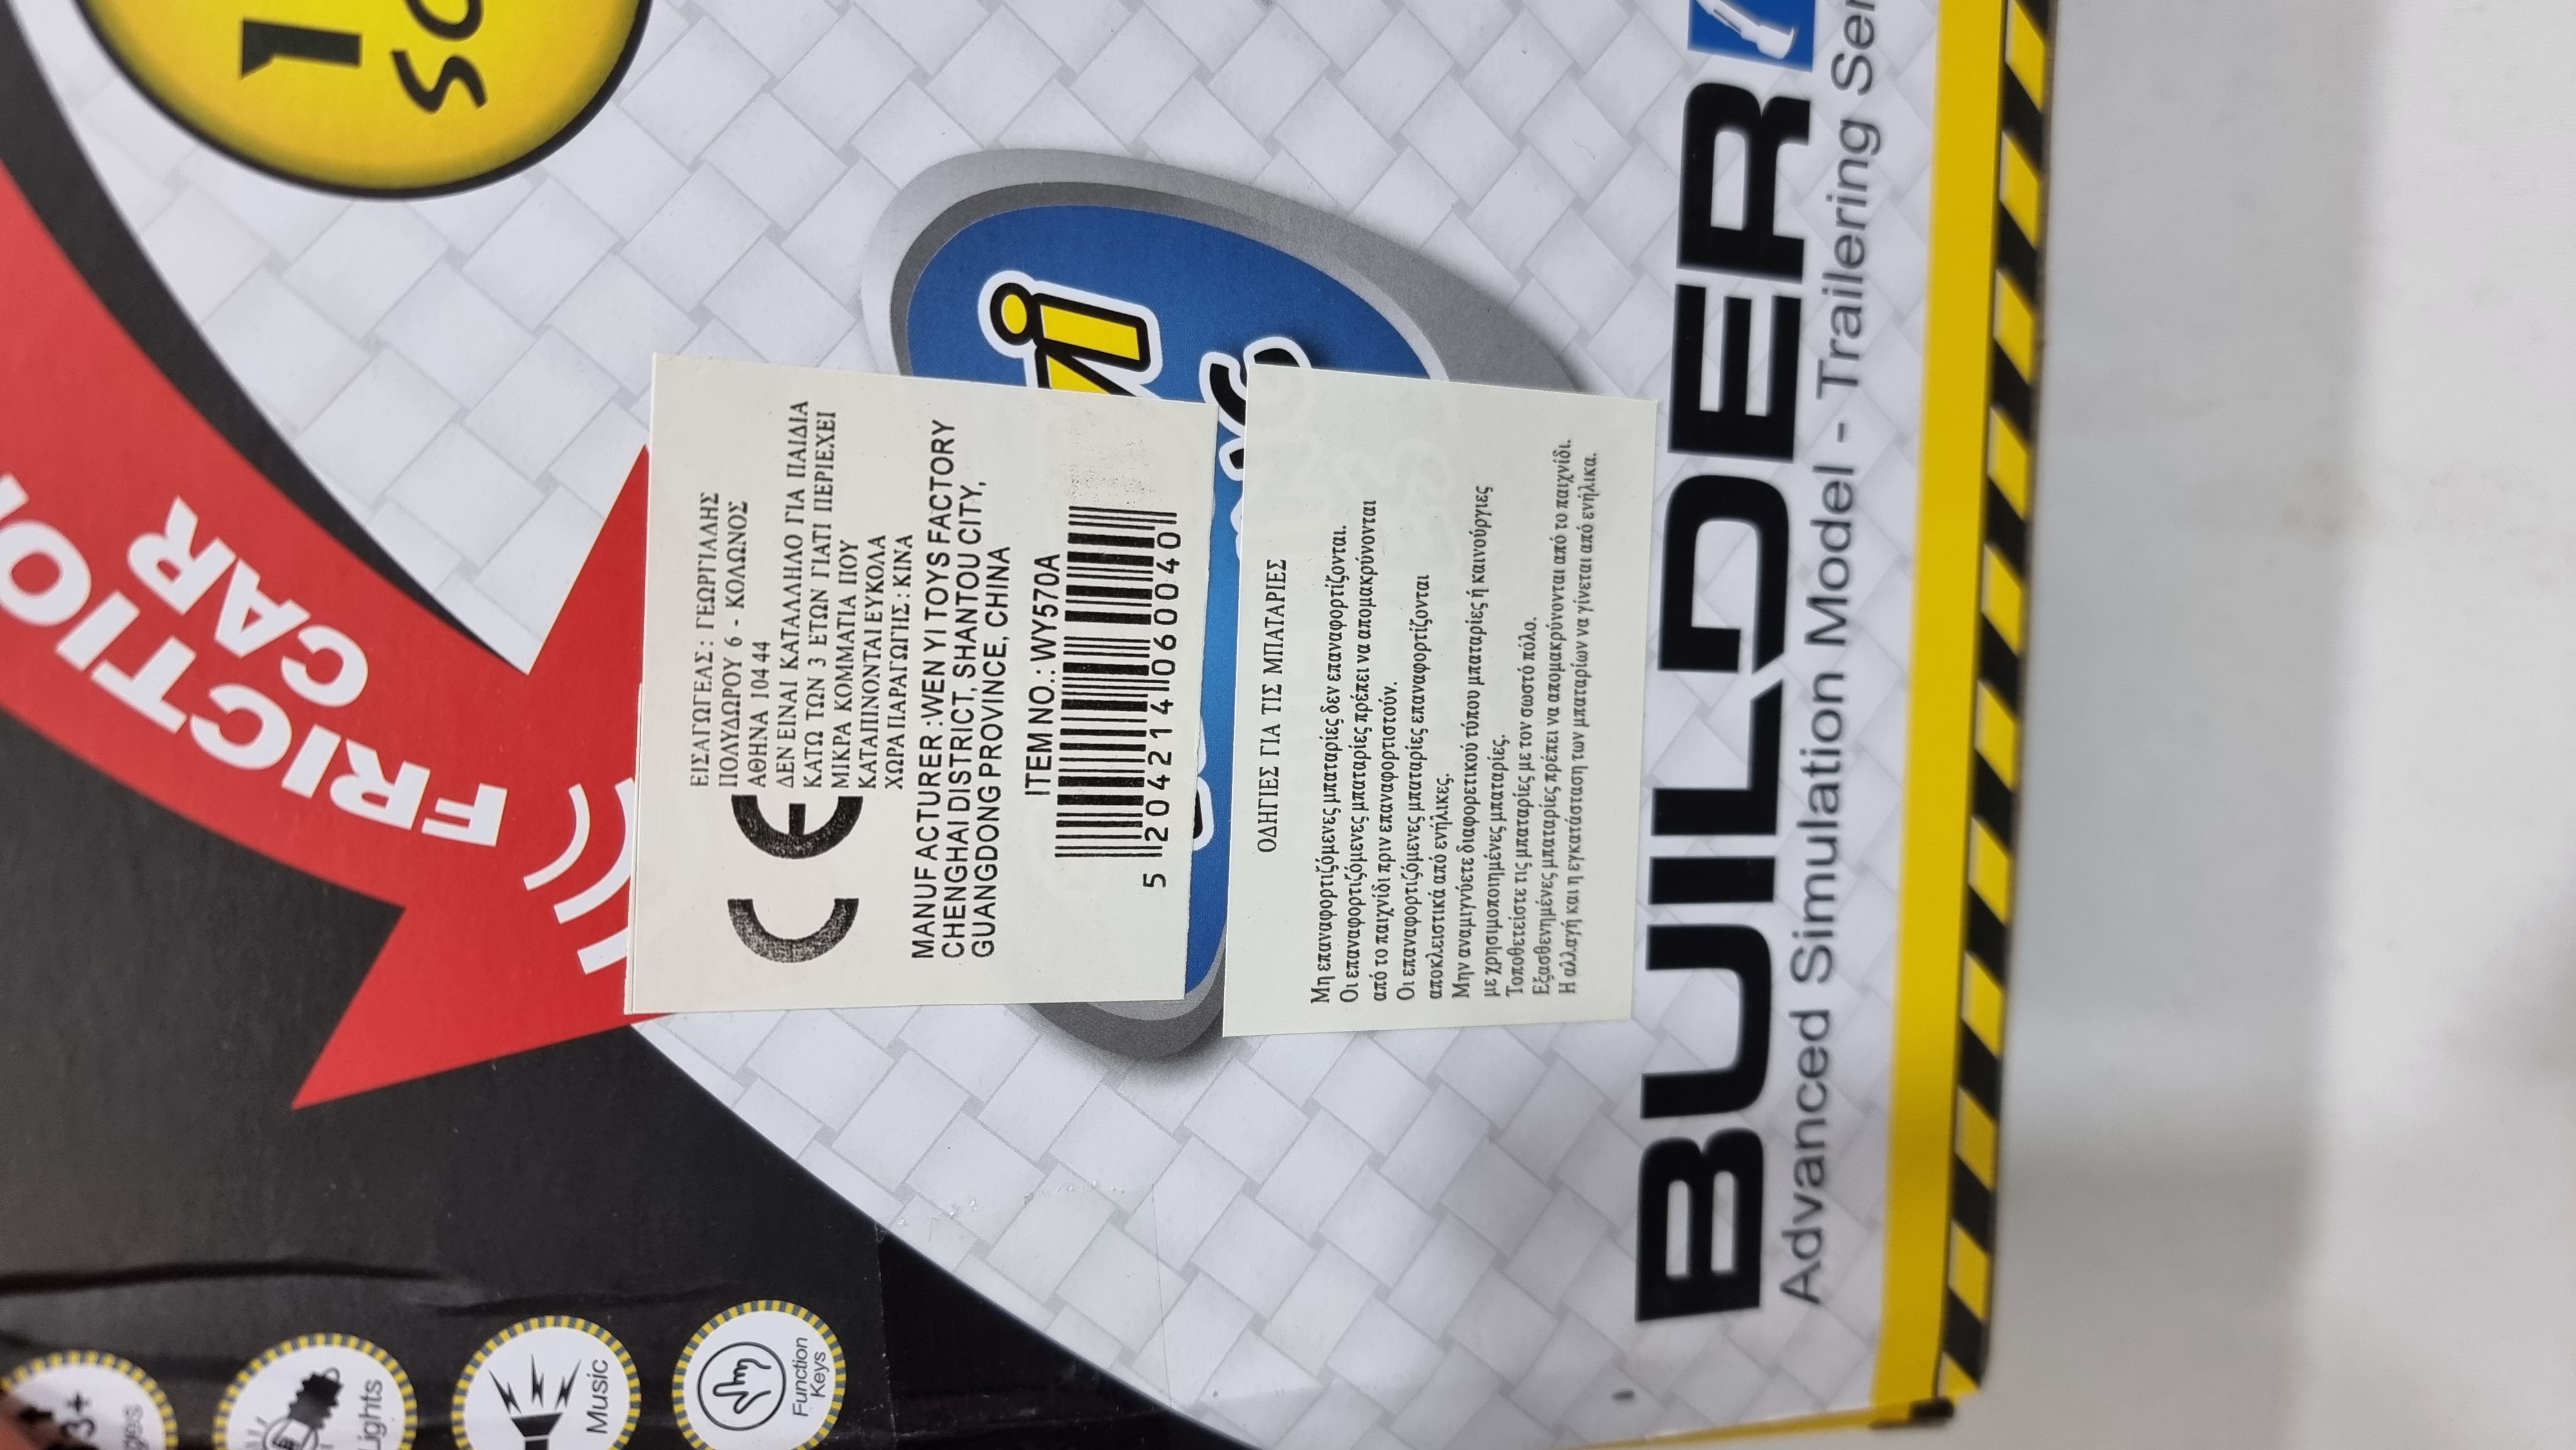 3+
Lights
Music
Function
Keys
FRICTION
CAR
1
ΕΙΣΑΓΩΓΕΑΣ : ΓΕΩΡΓΙΑΔΗΣ
ΠΟΛΥΔΩΡΟΥ 6 - ΚΟΛΩΝΟΣ
ΑΘΗΝΑ 104 44
ΔΕΝ ΕΙΝΑΙ ΚΑΤΑΛΛΗΛΟ ΓΙΑ ΠΑΙΔΙΑ
ΚΑΤΩ ΤΩΝ 3 ΕΤΩΝ ΓΙΑΤΙ ΠΕΡΙΕΧΕΙ
ΜΙΚΡΑ ΚΟΜΜΑΤΙΑ ΠΟΥ
ΚΑΤΑΠΙΝΟΝΤΑΙ ΕΥΚΟΛΑ
ΧΩΡΑ ΠΑΡΑΓΩΓΗΣ : ΚΙΝΑ
CE
MANUFACTURER :WEN YI TOYS FACTORY
CHENGHAI DISTRICT, SHANTOU CITY,
GUANGDONG PROVINCE, CHINA
ITEM NO.: WY570A
5 204214 060040
ΟΔΗΓΙΕΣ ΓΙΑ ΤΙΣ ΜΠΑΤΑΡΙΕΣ
Μη επαναφορτιζόμενες μπαταρίες δεν επαναφορτίζονται.
Οι επαναφορτιζόμενες μπαταρίες πρέπει να απομακρύνονται
από το παιχνίδι πριν επαναφορτιστούν.
Οι επαναφορτιζόμενες μπαταρίες επαναφορτίζονται
αποκλειστικά από ενήλικες.
Μην αναμιγνύετε διαφορετικού τύπου μπαταρίες ή καινούργιες
με χρησιμοποιημένες μπαταρίες.
Τοποθετείστε τις μπαταρίες με τον σωστό πόλο.
Εξασθενημένες μπαταρίες πρέπει να απομακρύνονται από το παιχνίδι.
Η αλλαγή και η εγκατάσταση των μπαταρίων να γίνεται από ενήλικα.
BUILDER
Advanced Simulation Model - Trailering